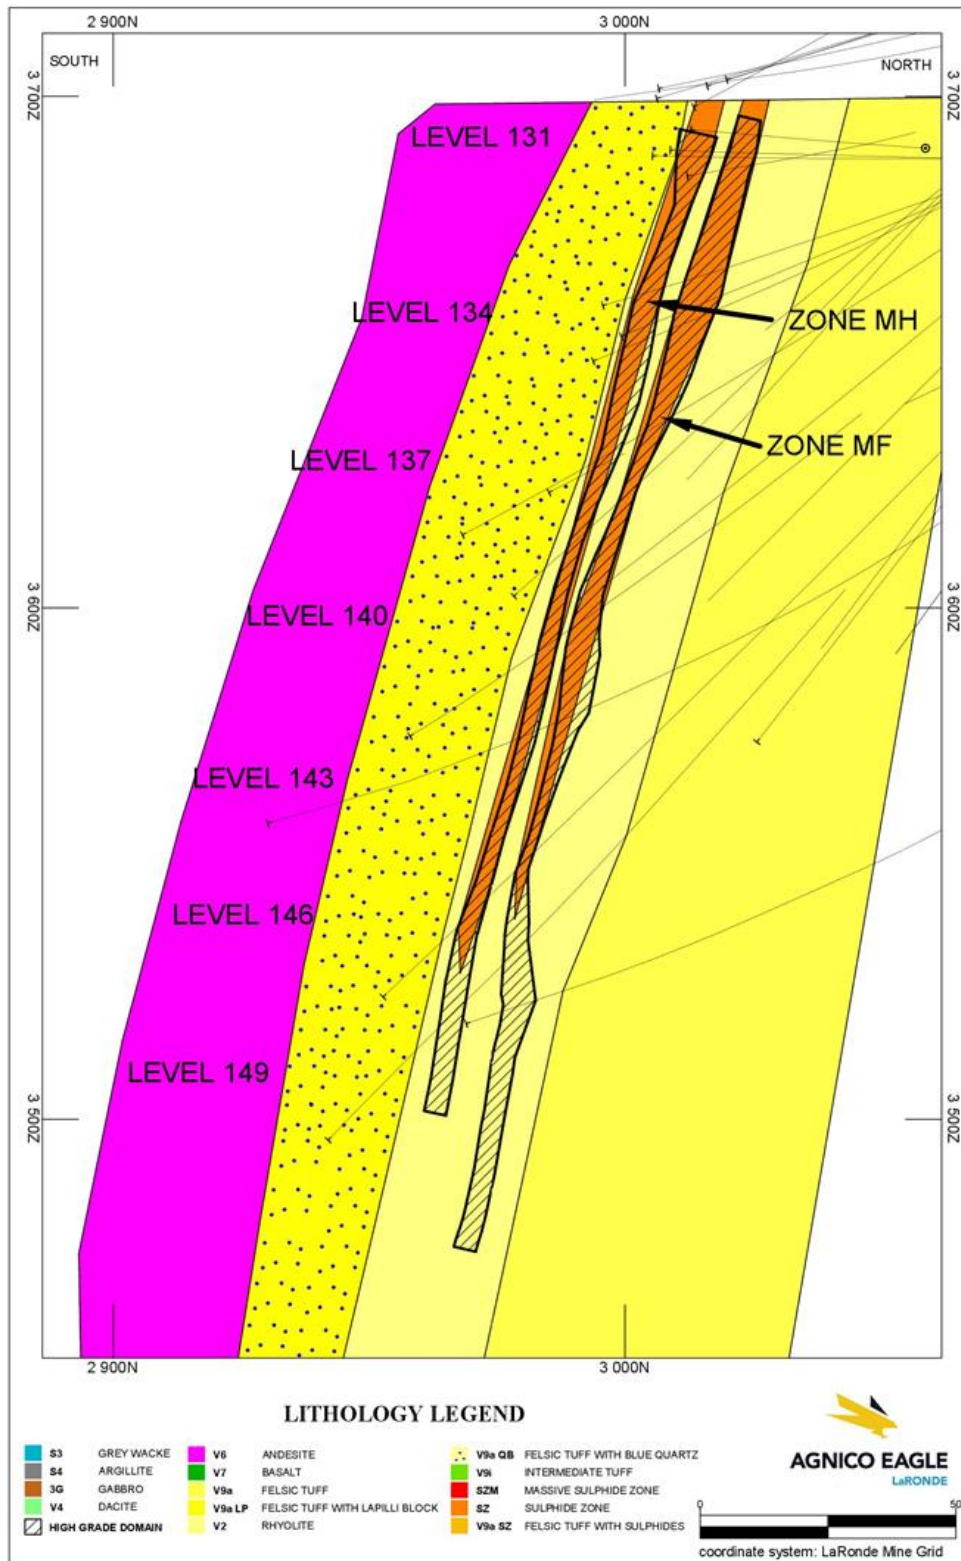 2 900N
3 000N
SOUTH
NORTH
3 700Z
3 700Z
LEVEL 131
LEVEL 134
ZONE MH
LEVEL 137
ZONE MF
3 600Z
3 600Z
LEVEL 140
LEVEL 143
LEVEL 146
LEVEL 149
3 500Z
3 500Z
2 900N
3 000N
LITHOLOGY LEGEND
S3 GREY WACKE
S4 ARGILLITE
3G GABBRO
V4 DACITE
HIGH GRADE DOMAIN
V6 ANDESITE
V7 BASALT
V9a FELSIC TUFF
V9a LP FELSIC TUFF WITH LAPILLI BLOCK
V2 RHYOLITE
V9a QB FELSIC TUFF WITH BLUE QUARTZ
V9i INTERMEDIATE TUFF
SZM MASSIVE SULPHIDE ZONE
SZ SULPHIDE ZONE
V9a SZ FELSIC TUFF WITH SULPHIDES
AGNICO EAGLE
LaRONDE
0 50
coordinate system: LaRonde Mine Grid